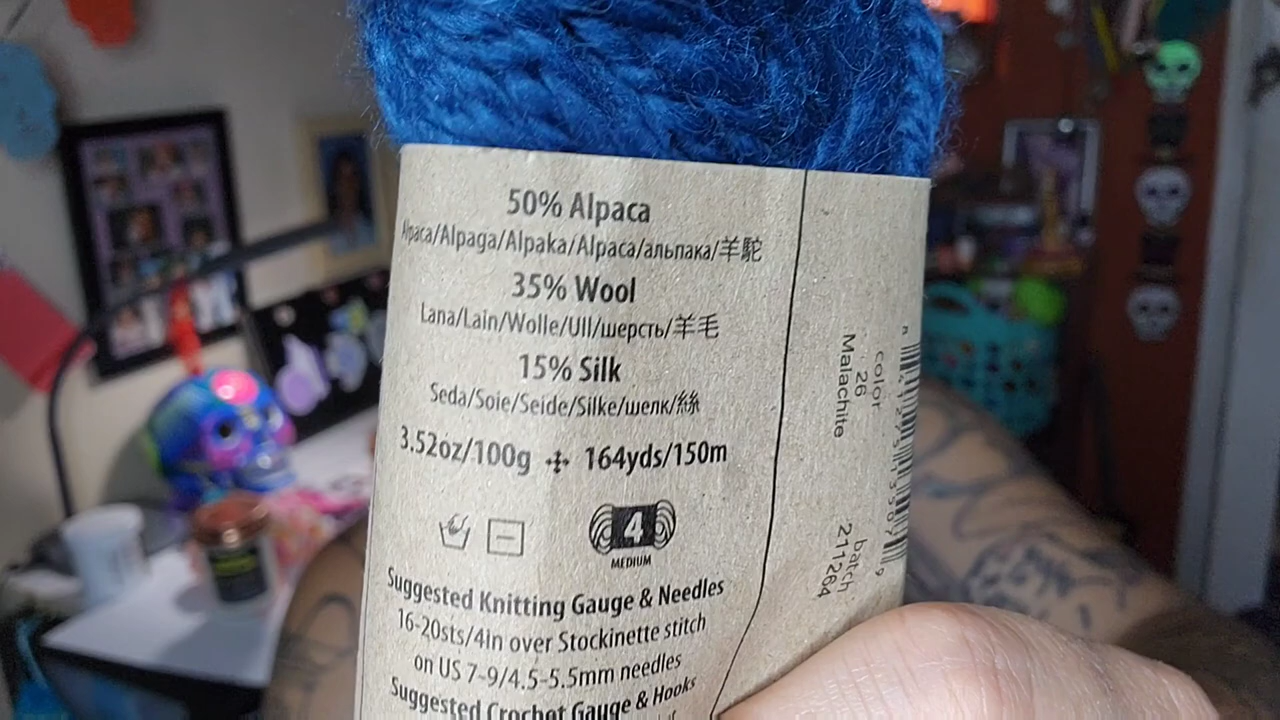 50% Alpaca
Alpaca/Alpaga/Alpaka/Alpaca/альпака/羊駝
35% Wool
Lana/Lain/Wolle/Ull/шерсть/羊毛
15% Silk
Seda/Soie/Seide/Silke/шелк/絲
3.52oz/100g 164yds/150m
4
MEDIUM
Suggested Knitting Gauge & Needles
16-20sts/4in over Stockinette stitch
on US 7-9/4.5-5.5mm needles
Suggested Crochet Gauge & Hooks
color
26
Malachite
batch
211264